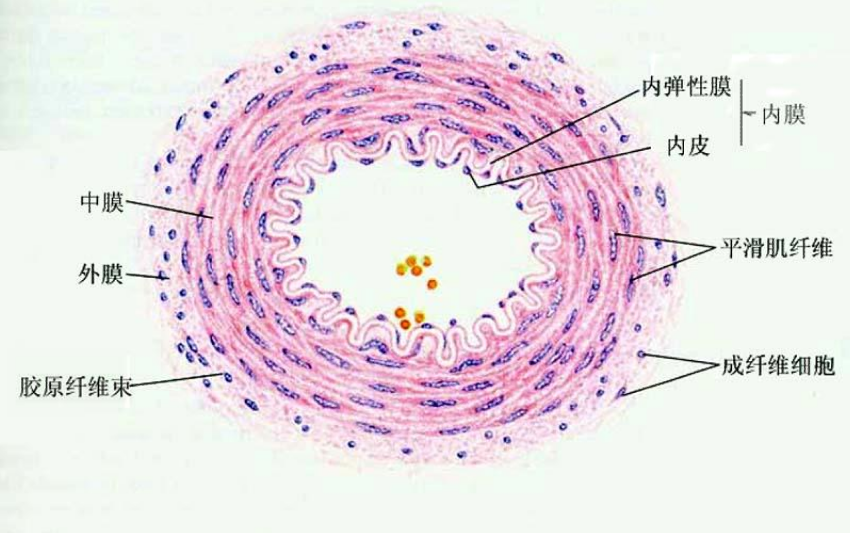 内弹性膜
内膜
内皮
中膜
平滑肌纤维
外膜
成纤维细胞
胶原纤维束